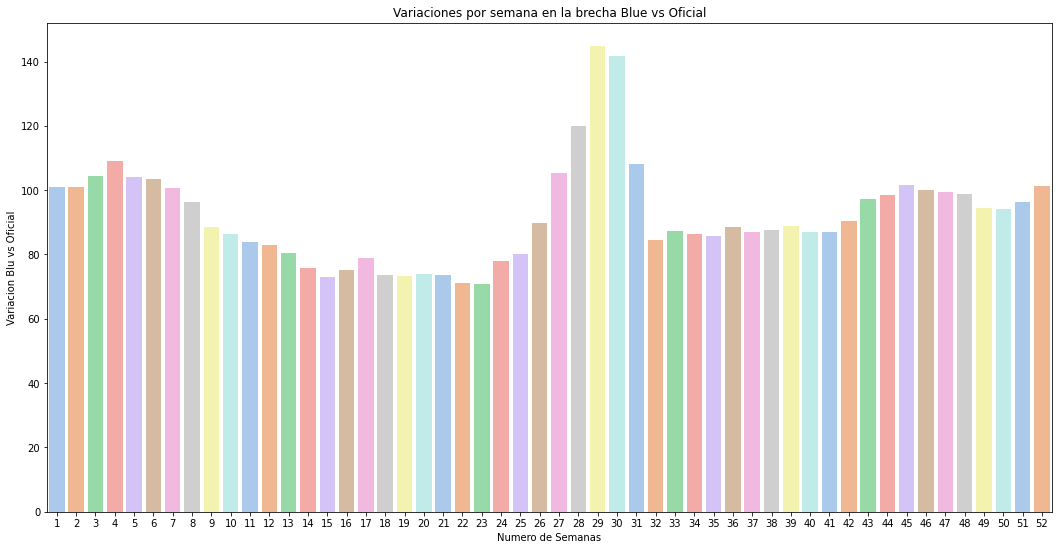 Variaciones por semana en la brecha Blue vs Oficial
Variacion Blu vs Oficial
140
120
100
80
60
40
20
0
1 2 3 4 5 6 7 8 9 10 11 12 13 14 15 16 17 18 19 20 21 22 23 24 25 26 27 28 29 30 31 32 33 34 35 36 37 38 39 40 41 42 43 44 45 46 47 48 49 50 51 52
Numero de Semanas